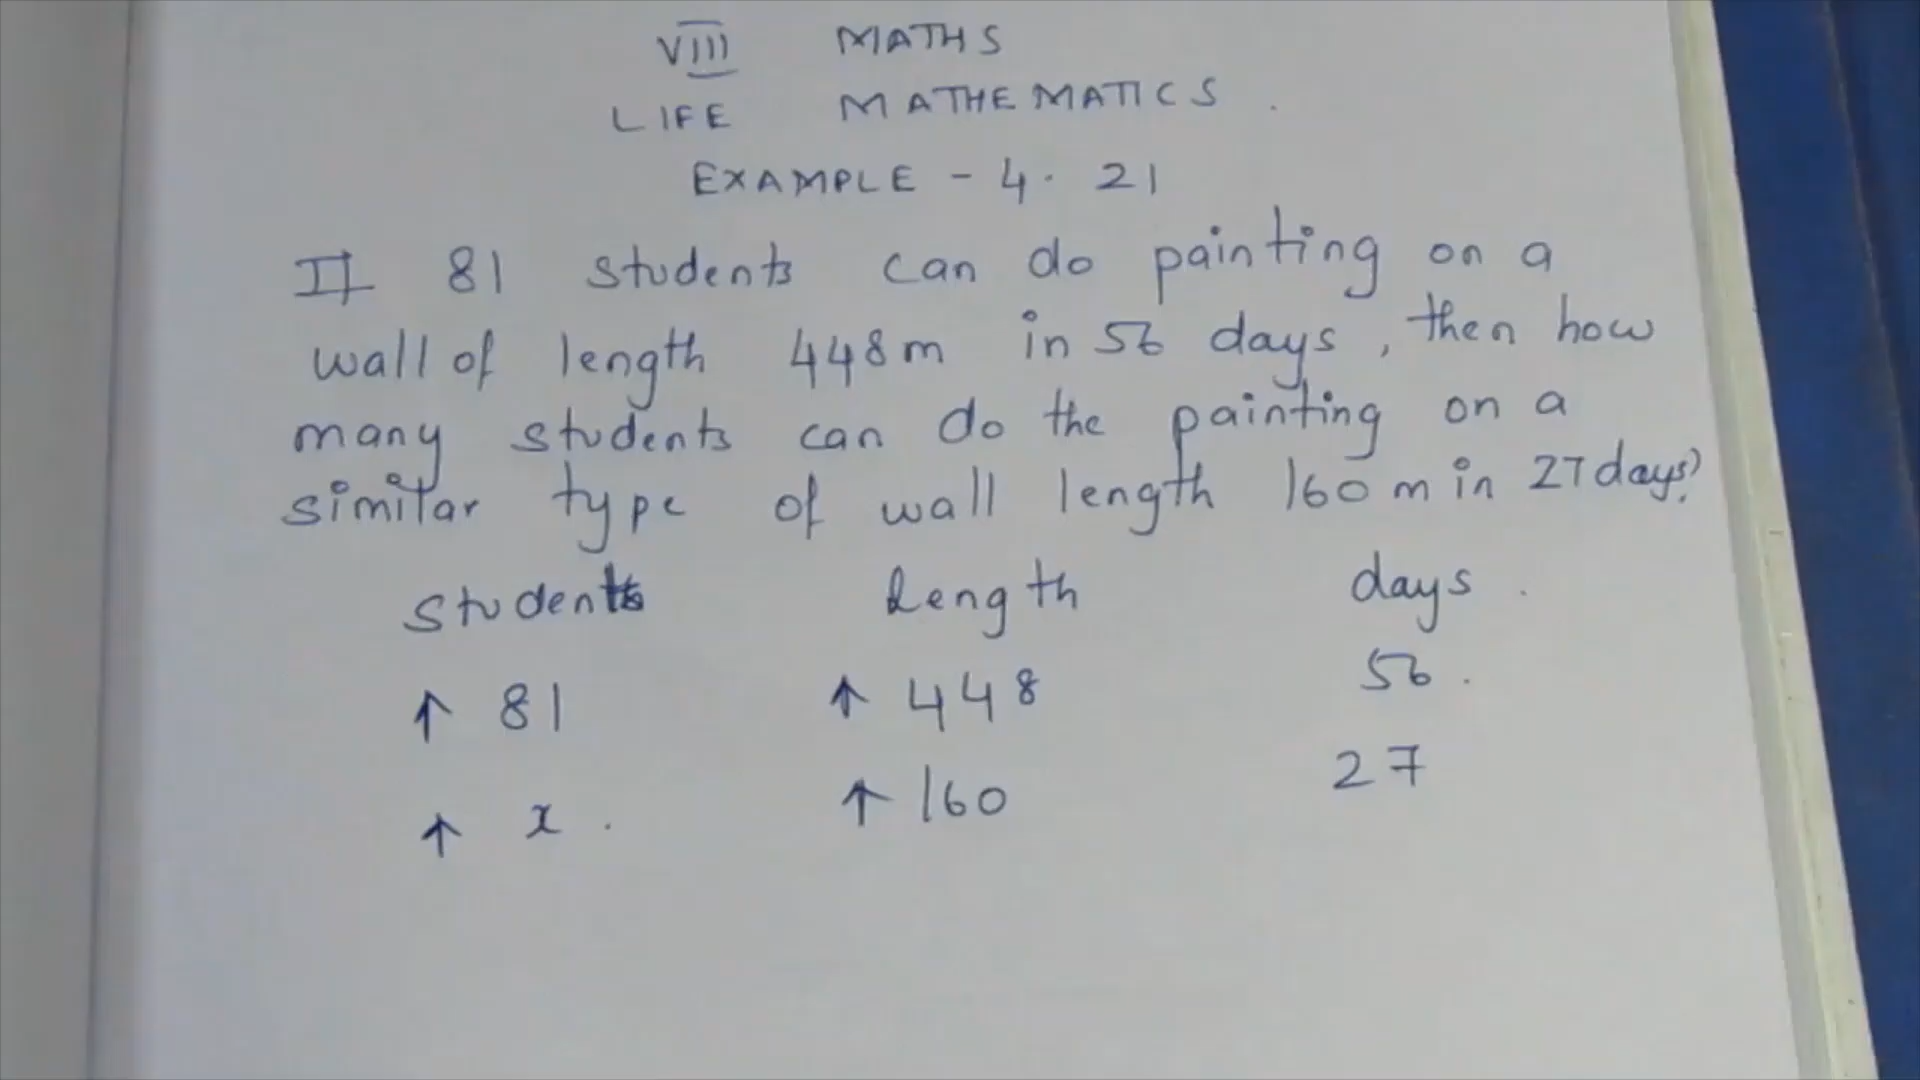 VIII MATHS
LIFE MATHEMATICS.
EXAMPLE - 4. 21
If 81 students can do painting on a
wall of length 448m in 56 days, then how
many students can do the painting on a
similar type of wall length 160 m in 27 days?
students length days.
↑ 81 ↑ 448 56.
↑ x. ↑ 160 27